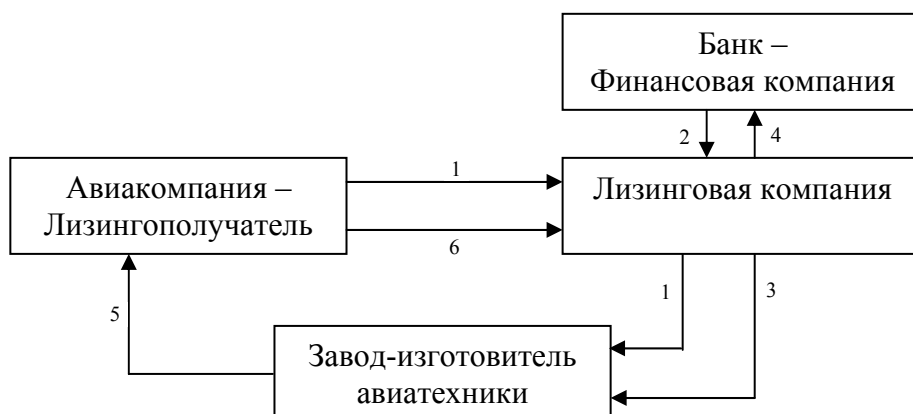 Банк –
Финансовая компания
2
4
Авиакомпания –
Лизингополучатель
1
6
Лизинговая компания
5
1
3
Завод-изготовитель
авиатехники